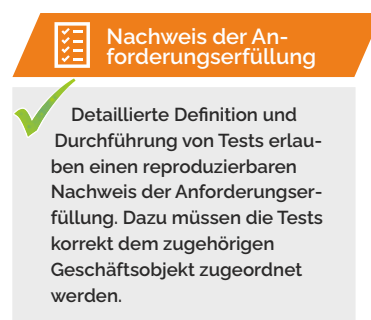 Nachweis der An-
forderungserfüllung
Detaillierte Definition und
Durchführung von Tests erlau-
ben einen reproduzierbaren
Nachweis der Anforderungser-
füllung. Dazu müssen die Tests
korrekt dem zugehörigen
Geschäftsobjekt zugeordnet
werden.